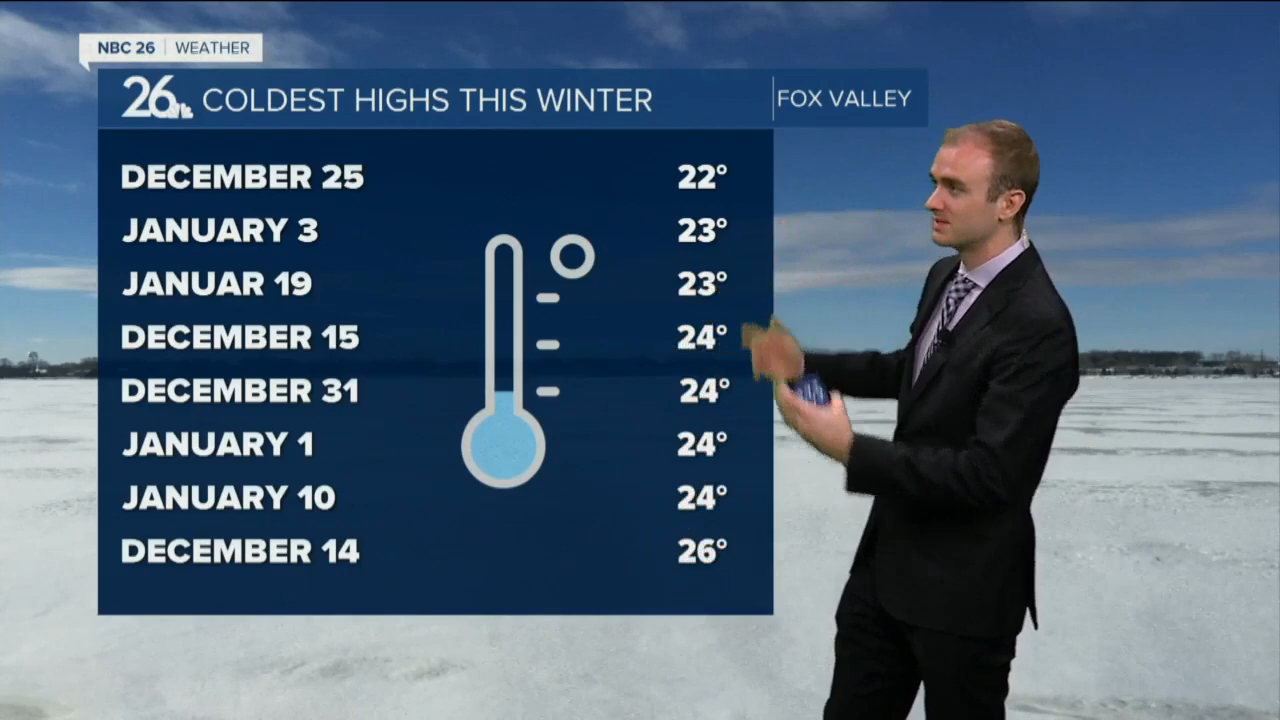 NBC 26 | WEATHER
26 COLDEST HIGHS THIS WINTER | FOX VALLEY
DECEMBER 25 22°
JANUARY 3 23°
JANUAR 19 23°
DECEMBER 15 24°
DECEMBER 31 24°
JANUARY 1 24°
JANUARY 10 24°
DECEMBER 14 26°